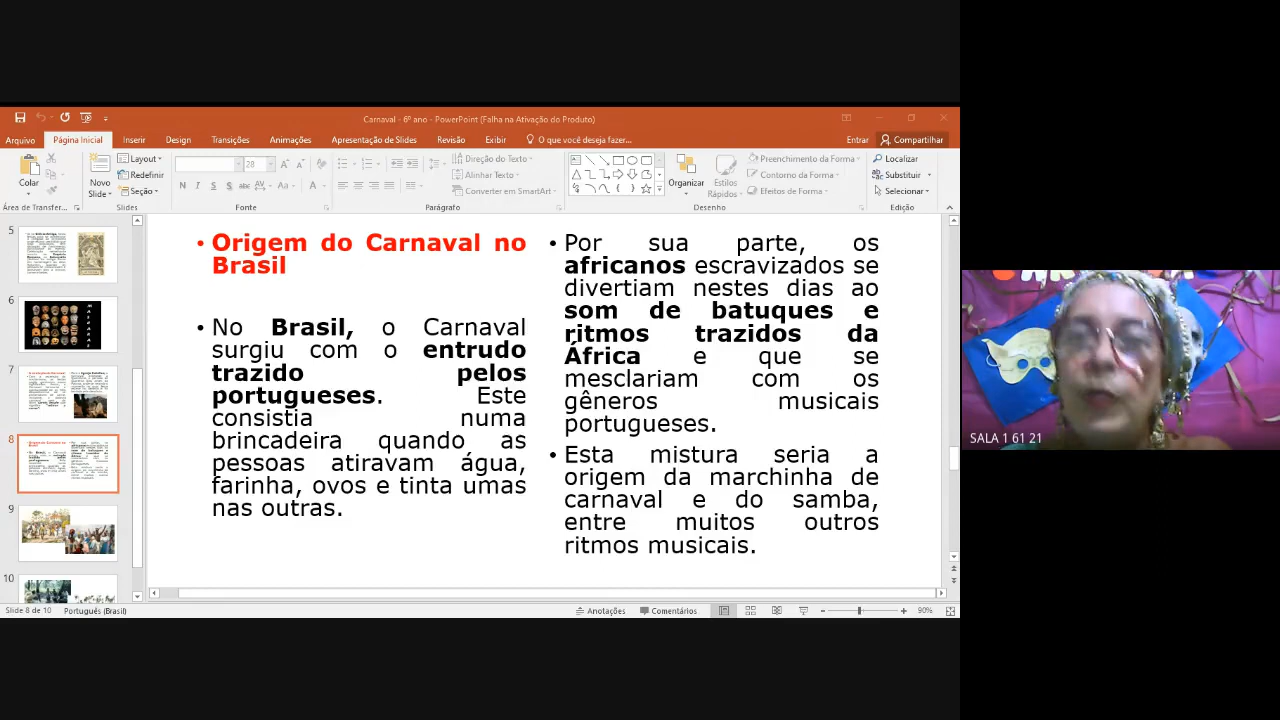 Carnaval - 6º ano - PowerPoint (Falha na Ativação do Produto)
Arquivo Página Inicial Inserir Design Transições Animações Apresentação de Slides Revisão Exibir O que você deseja fazer... Entrar Compartilhar
Colar
Novo
Slide
Layout
Redefinir
Seção
28
Direção do Texto
Alinhar Texto
Converter em SmartArt
Organizar
Estilos
Rápidos
Preenchimento da Forma
Contorno da Forma
Efeitos de Forma
Localizar
Substituir
Selecionar
Área de Transfer... Slides Fonte Parágrafo Desenho Edição
5
6
7
8
9
10
• Origem do Carnaval no
Brasil
• No Brasil, o Carnaval
surgiu com o entrudo
trazido pelos
portugueses. Este
consistia numa
brincadeira quando as
pessoas atiravam água,
farinha, ovos e tinta umas
nas outras.
• Por sua parte, os
africanos escravizados se
divertiam nestes dias ao
som de batuques e
ritmos trazidos da
África e que se
mesclariam com os
gêneros musicais
portugueses.
• Esta mistura seria a
origem da marchinha de
carnaval e do samba,
entre muitos outros
ritmos musicais.
SALA 1 61 21
Slide 8 de 10 Português (Brasil) Anotações Comentários 90%